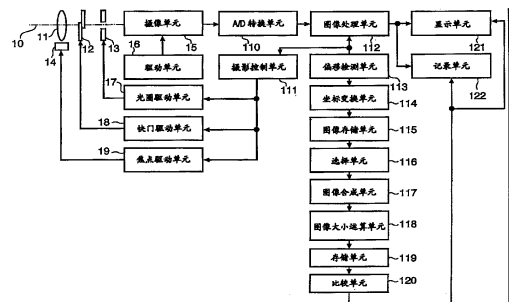 10
11
12
13
14
摄像单元
15
16
驱动单元
A/D转换单元
110
图像处理单元
112
显示单元
121
记录单元
122
摄影控制单元
111
偏移检测单元
113
17
光圈驱动单元
坐标变换单元
114
18
快门驱动单元
图像存储单元
115
19
焦点驱动单元
选择单元
116
图像合成单元
117
图像大小运算单元
118
存储单元
119
比较单元
120